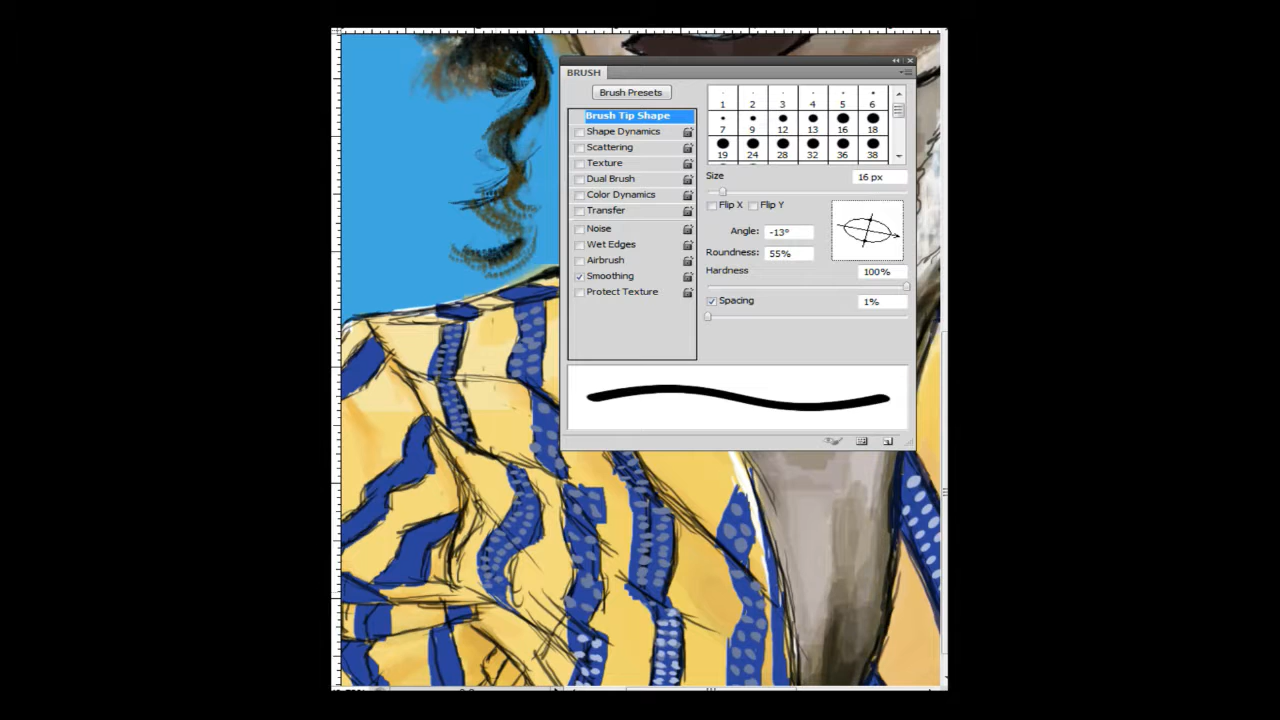 BRUSH
Brush Presets
Brush Tip Shape
Shape Dynamics
Scattering
Texture
Dual Brush
Color Dynamics
Transfer
Noise
Wet Edges
Airbrush
Smoothing
Protect Texture
1 2 3 4 5 6
7 9 12 13 16 18
19 24 28 32 36 38
Size 16 px
Flip X Flip Y
Angle: -13°
Roundness: 55%
Hardness 100%
Spacing 1%